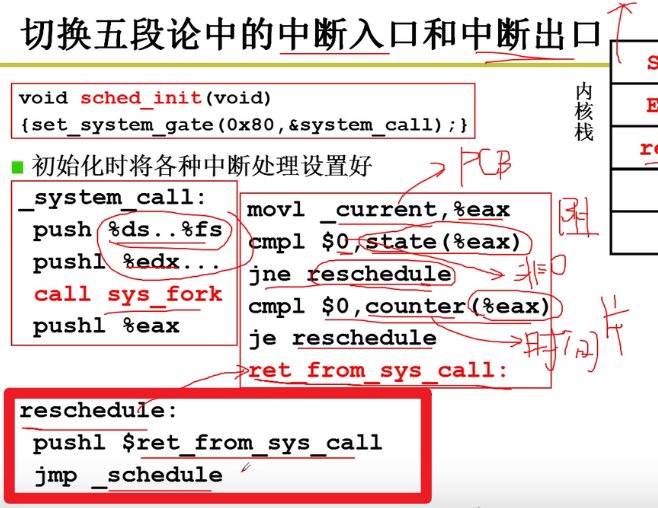 切换五段论中的中断入口和中断出口
void sched_init(void)
{set_system_gate(0x80,&system_call);}
初始化时将各种中断处理设置好
_system_call:
push %ds..%fs
pushl %edx...
call sys_fork
pushl %eax
PCB
movl _current,%eax
cmpl $0,state(%eax)
jne reschedule
非0
cmpl $0,counter(%eax)
je reschedule
时间片
ret_from_sys_call:
reschedule:
pushl $ret_from_sys_call
jmp _schedule
内核栈
S
E
re